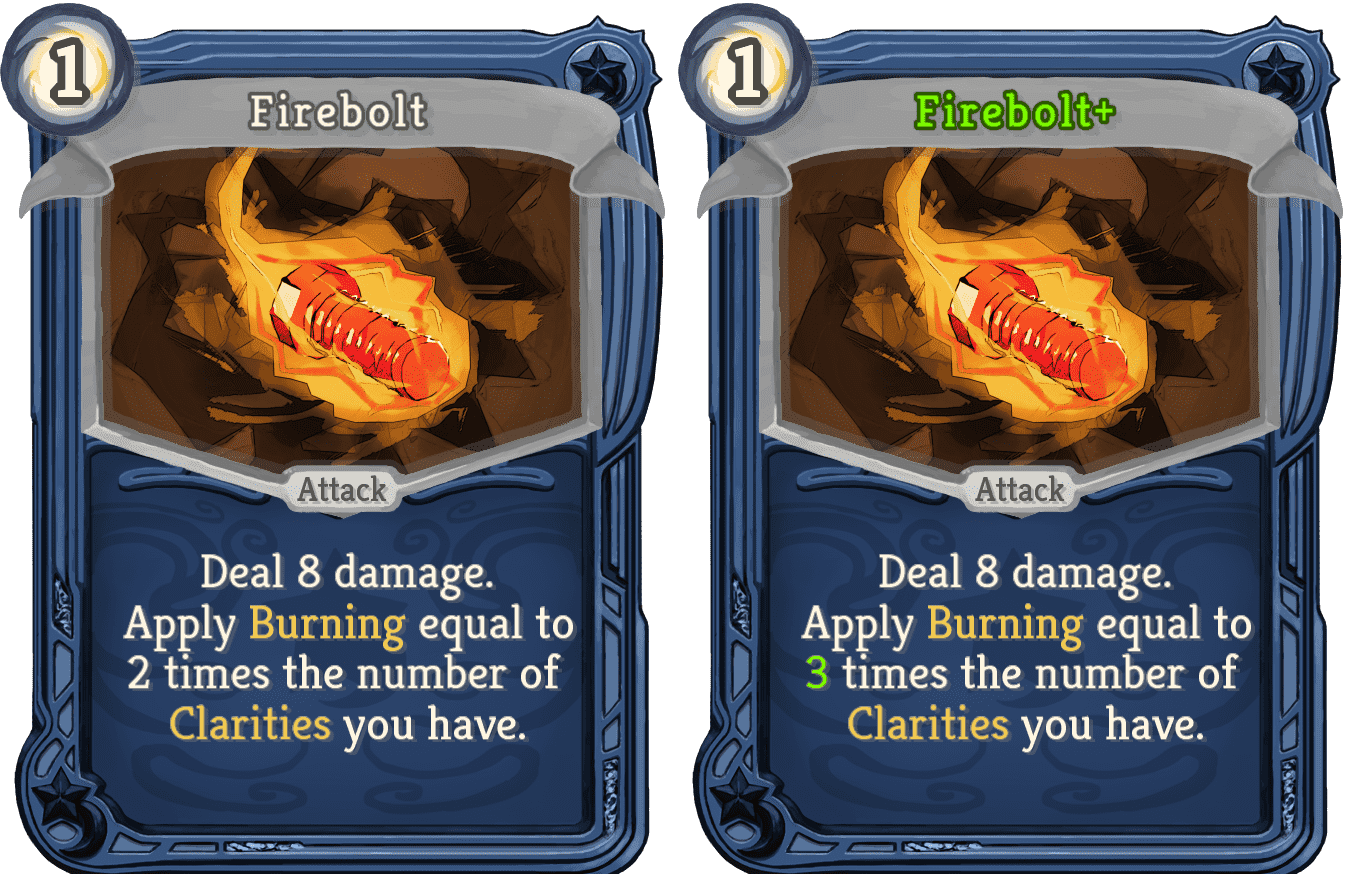 1
Firebolt
Attack
Deal 8 damage.
Apply Burning equal to
2 times the number of
Clarities you have.
1
Firebolt+
Attack
Deal 8 damage.
Apply Burning equal to
3 times the number of
Clarities you have.